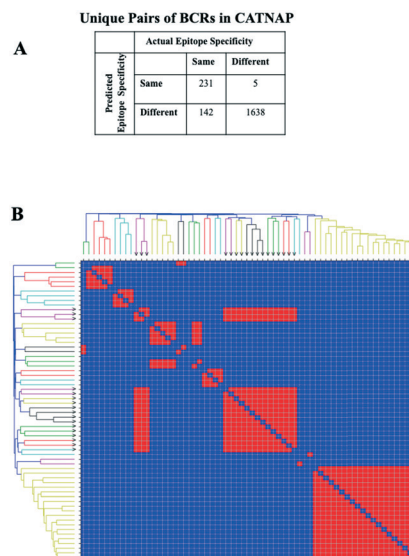 Unique Pairs of BCRs in CATNAP
A
Actual Epitope Specificity
Predicted
Epitope Specificity
Same Different
Same 231 5
Different 142 1638
B